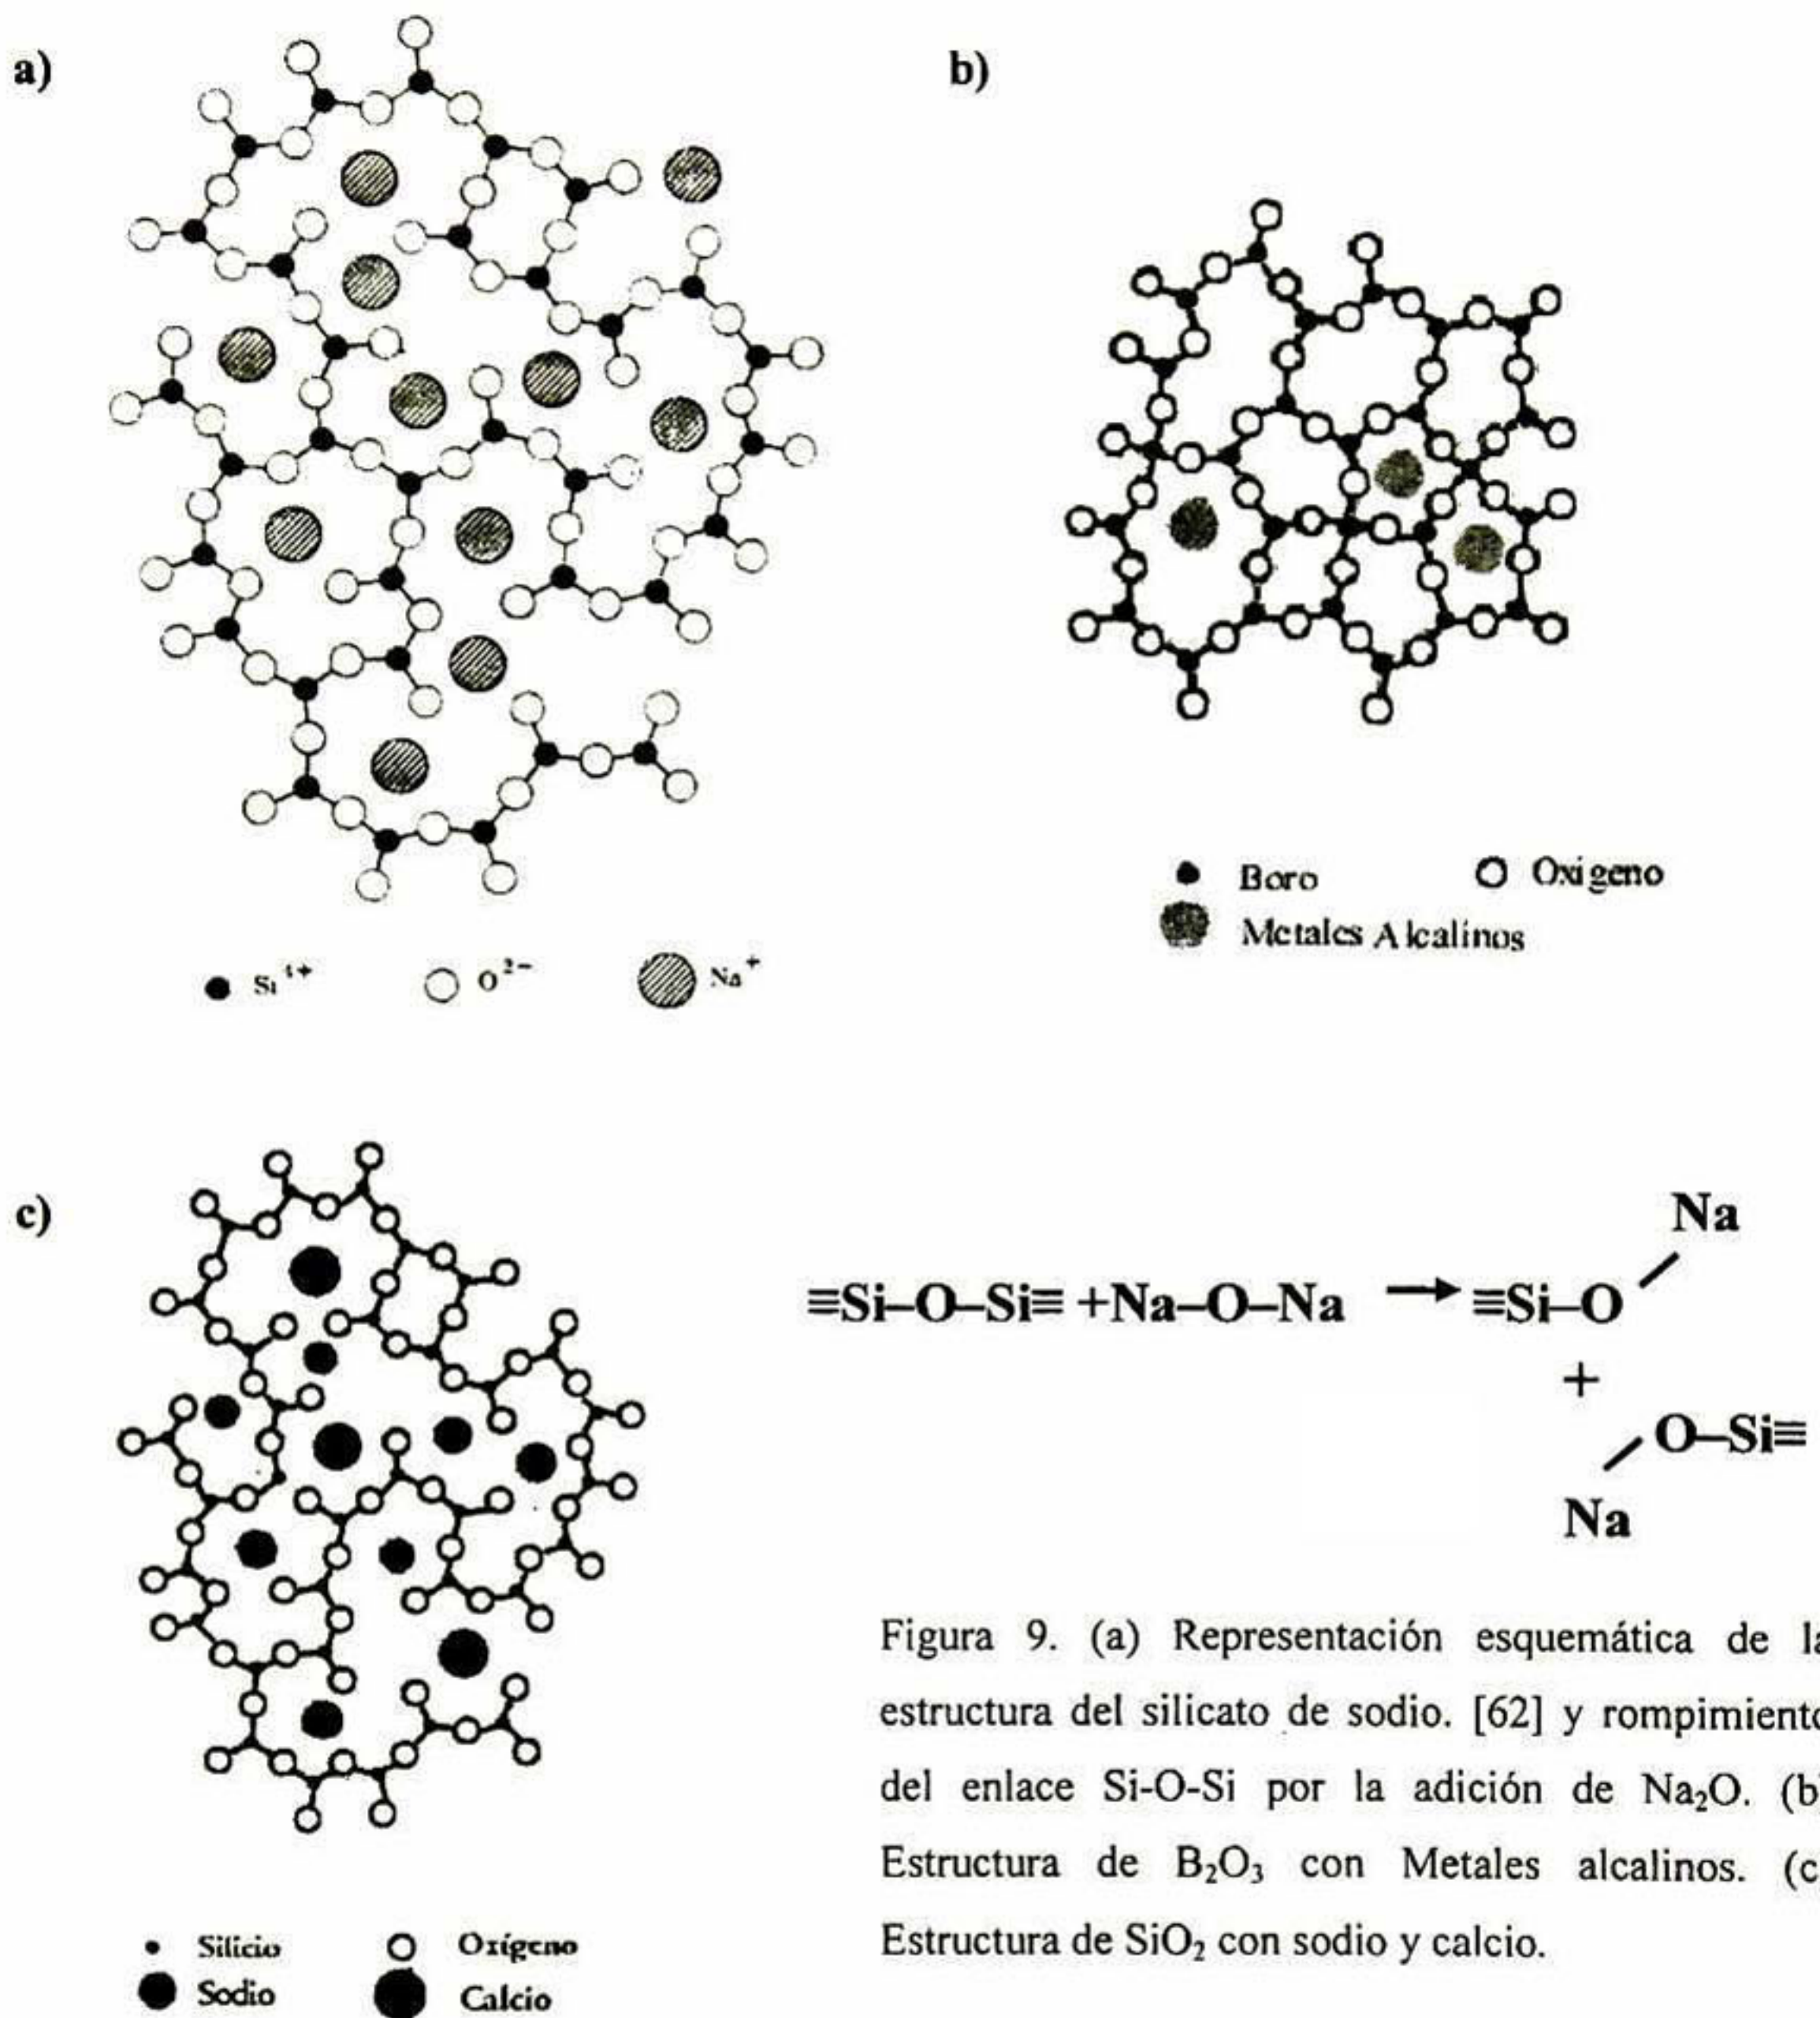 a)
b)
Si⁴⁺ O²⁻ Na⁺
Boro Oxigeno
Metales Alcalinos
c)
Na
≡Si–O–Si≡ +Na–O–Na → ≡Si–O
+
O–Si≡
Na
Figura 9. (a) Representación esquemática de la
estructura del silicato de sodio. [62] y rompimiento
del enlace Si-O-Si por la adición de Na₂O. (b
Estructura de B₂O₃ con Metales alcalinos. (c
Estructura de SiO₂ con sodio y calcio.
Silicio Oxígeno
Sodio Calcio